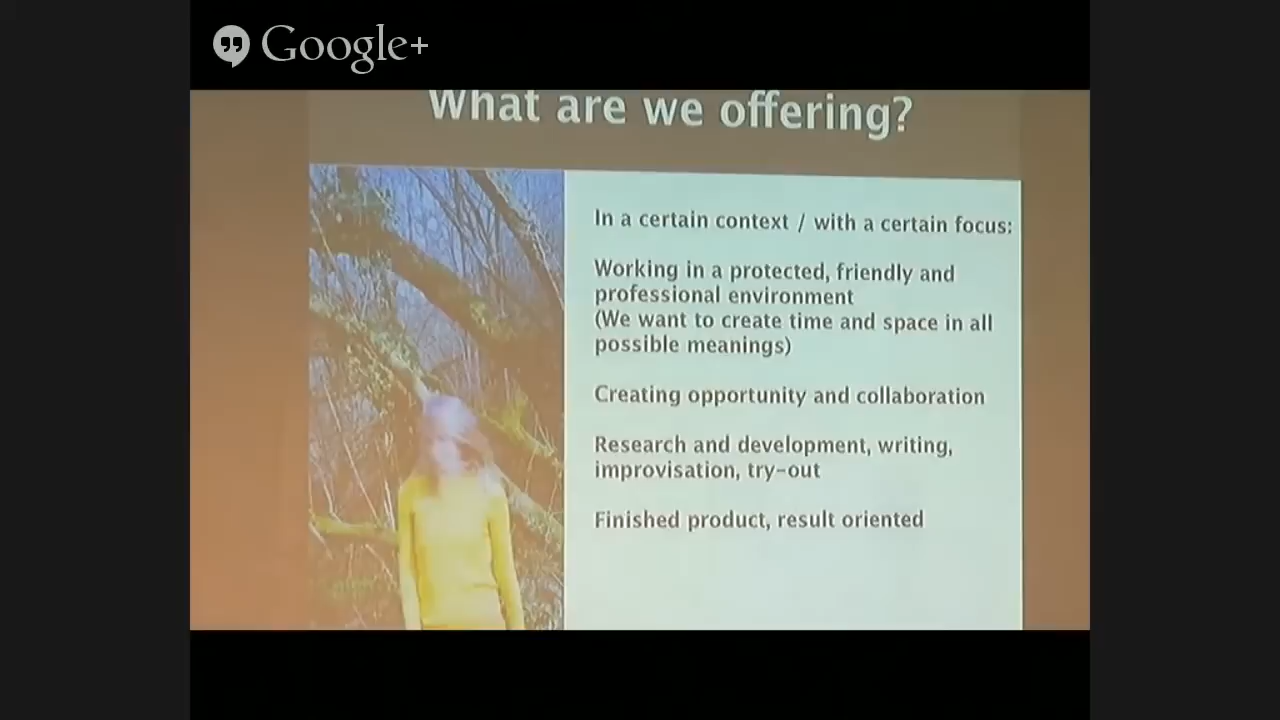 Google+
What are we offering?
In a certain context / with a certain focus:
Working in a protected, friendly and
professional environment
(We want to create time and space in all
possible meanings)
Creating opportunity and collaboration
Research and development, writing,
improvisation, try-out
Finished product, result oriented